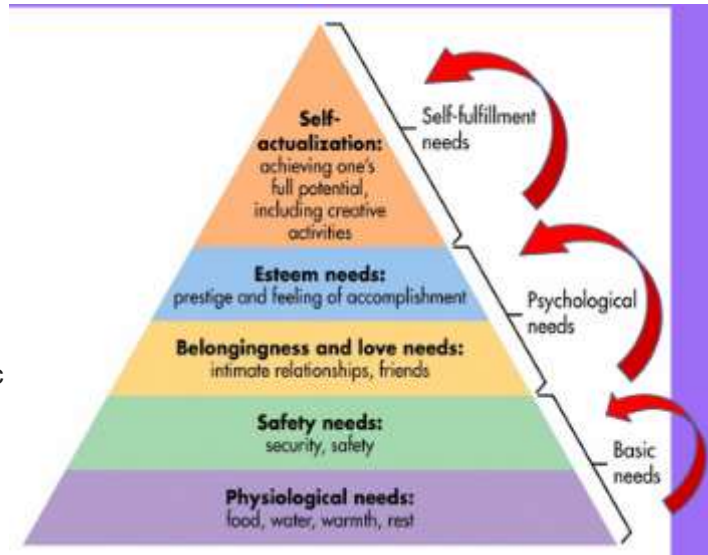 Self-
actualization:
achieving one's
full potential,
including creative
activities
Esteem needs:
prestige and feeling of accomplishment
Belongingness and love needs:
intimate relationships, friends
Safety needs:
security, safety
Physiological needs:
food, water, warmth, rest
Self-fulfillment
needs
Psychological
needs
Basic
needs
c